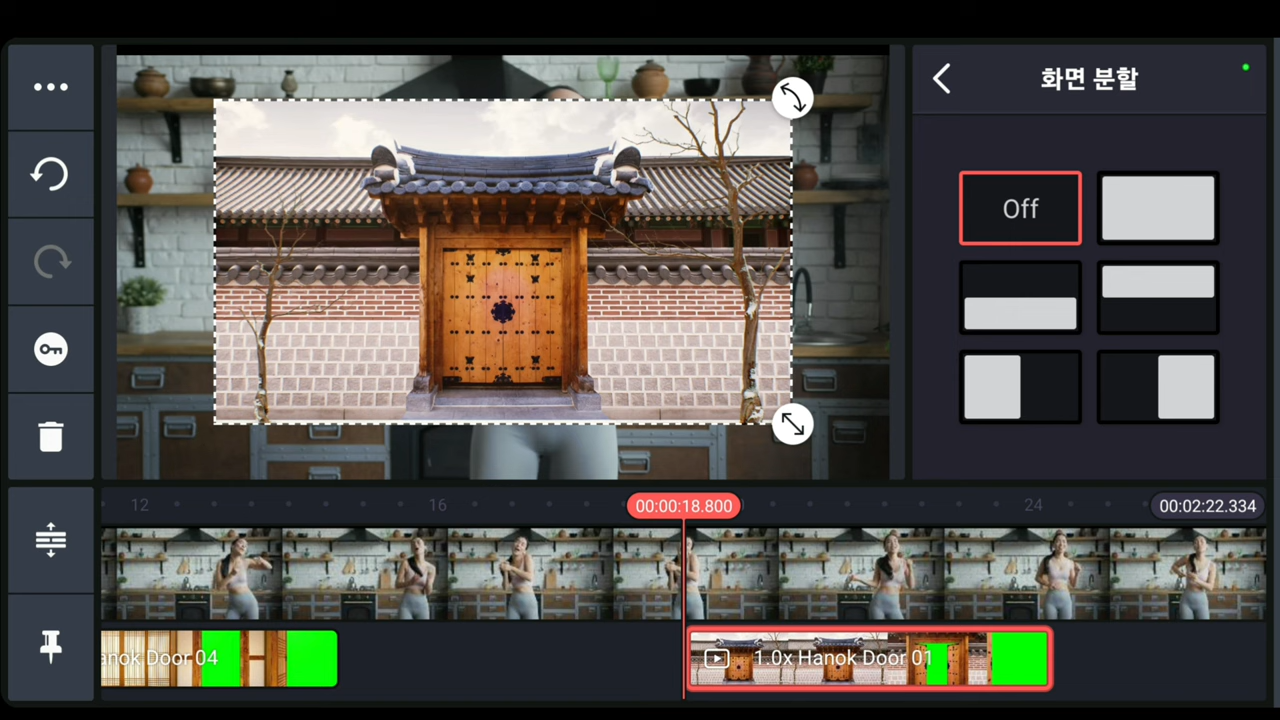 화면 분할
Off
12
16
00:00:18.800
24
00:02:22.334
anok Door 04
1.0x Hanok Door 01